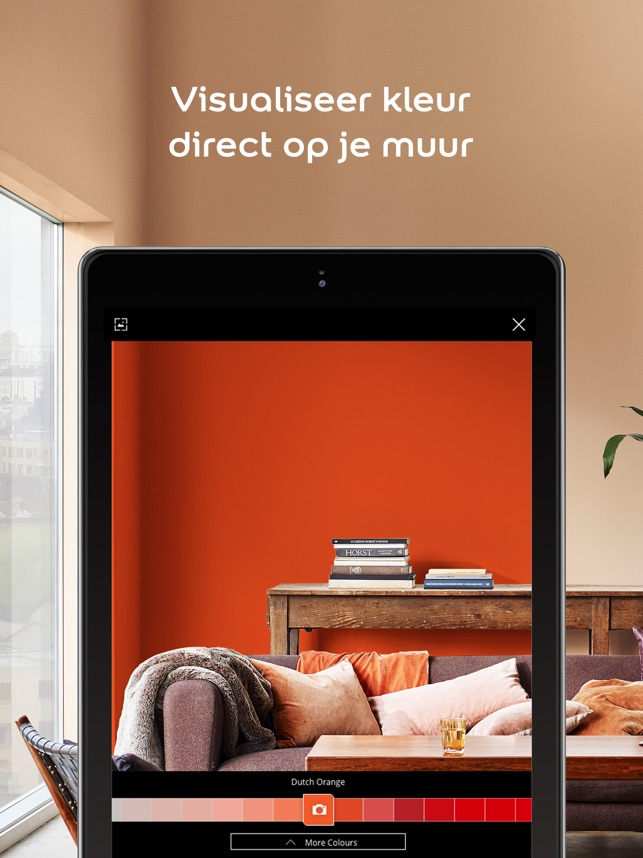 Visualiseer kleur
direct op je muur
HORST
Dutch Orange
More Colours